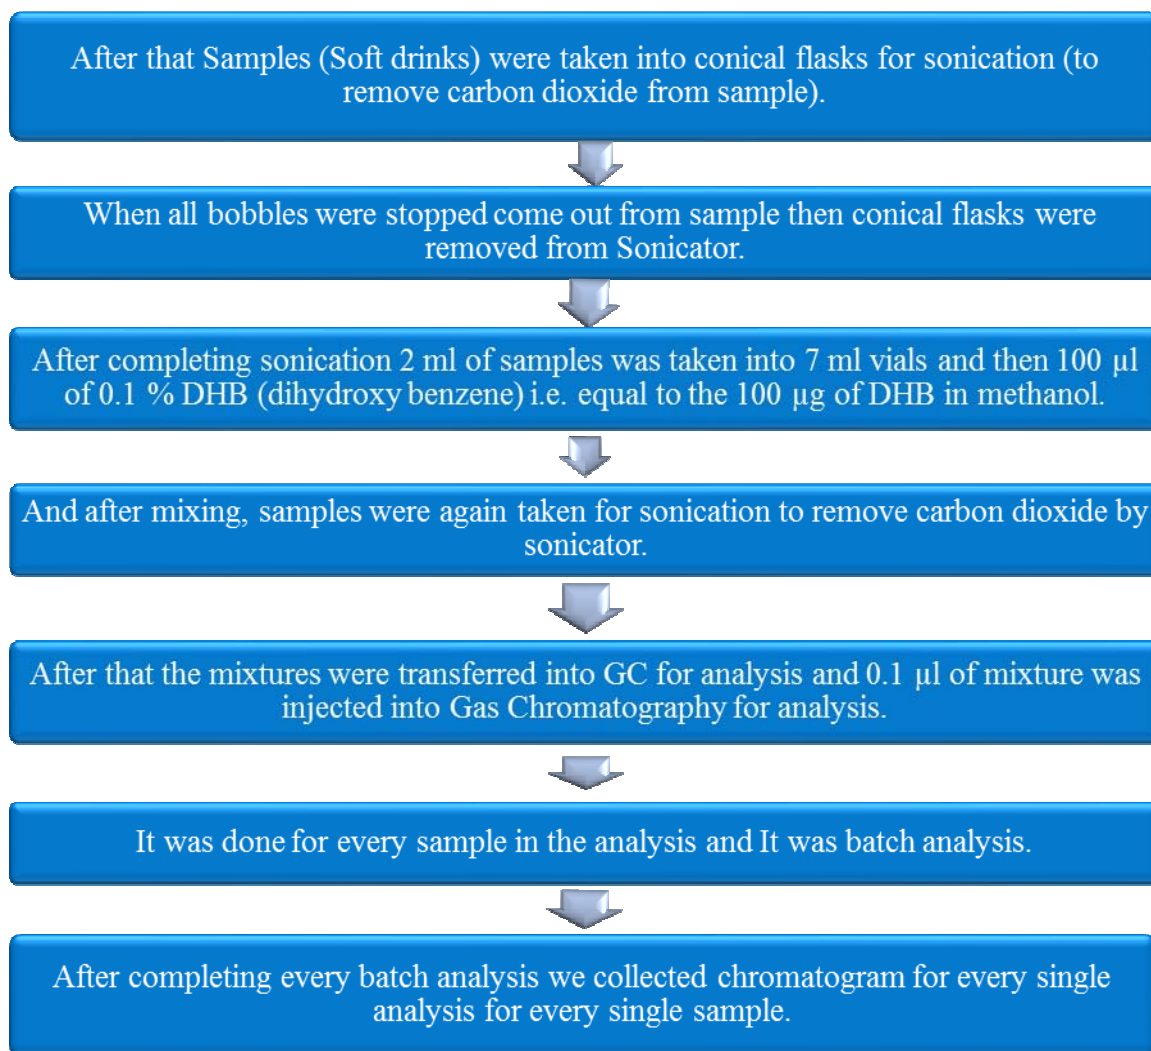 After that Samples (Soft drinks) were taken into conical flasks for sonication (to
remove carbon dioxide from sample).
When all bobbles were stopped come out from sample then conical flasks were
removed from Sonicator.
After completing sonication 2 ml of samples was taken into 7 ml vials and then 100 µl
of 0.1 % DHB (dihydroxy benzene) i.e. equal to the 100 µg of DHB in methanol.
And after mixing, samples were again taken for sonication to remove carbon dioxide by
sonicator.
After that the mixtures were transferred into GC for analysis and 0.1 µl of mixture was
injected into Gas Chromatography for analysis.
It was done for every sample in the analysis and It was batch analysis.
After completing every batch analysis we collected chromatogram for every single
analysis for every single sample.